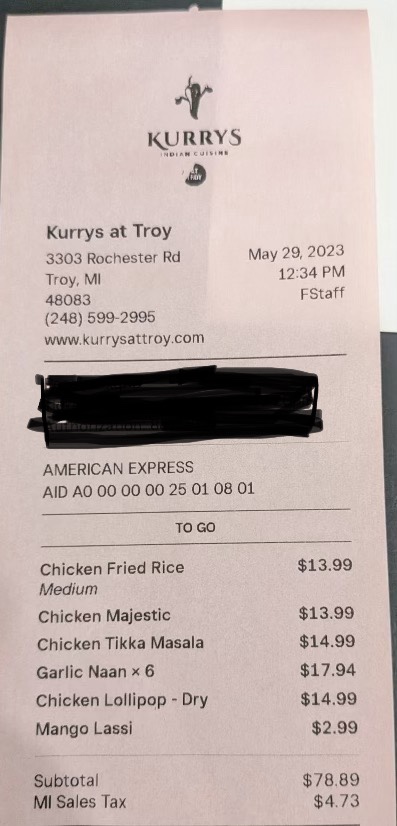 KURRYS
INDIAN CUISINE
AT
TROY
Kurrys at Troy
3303 Rochester Rd
Troy, MI
48083
(248) 599-2995
www.kurrysattroy.com
May 29, 2023
12:34 PM
FStaff
AMERICAN EXPRESS
AID A0 00 00 00 25 01 08 01
TO GO
Chicken Fried Rice $13.99
Medium
Chicken Majestic $13.99
Chicken Tikka Masala $14.99
Garlic Naan × 6 $17.94
Chicken Lollipop - Dry $14.99
Mango Lassi $2.99
Subtotal $78.89
MI Sales Tax $4.73